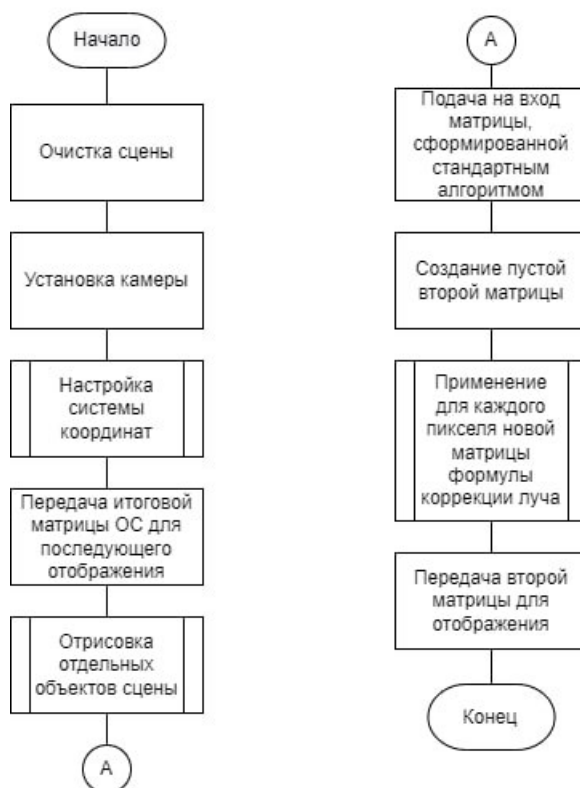 Начало
Очистка сцены
Установка камеры
Настройка
системы
координат
Передача итоговой
матрицы ОС для
последующего
отображения
Отрисовка
отдельных
объектов сцены
А
А
Подача на вход
матрицы,
сформированной
стандартным
алгоритмом
Создание пустой
второй матрицы
Применение
для каждого
пикселя новой
матрицы
формулы
коррекции луча
Передача второй
матрицы для
отображения
Конец